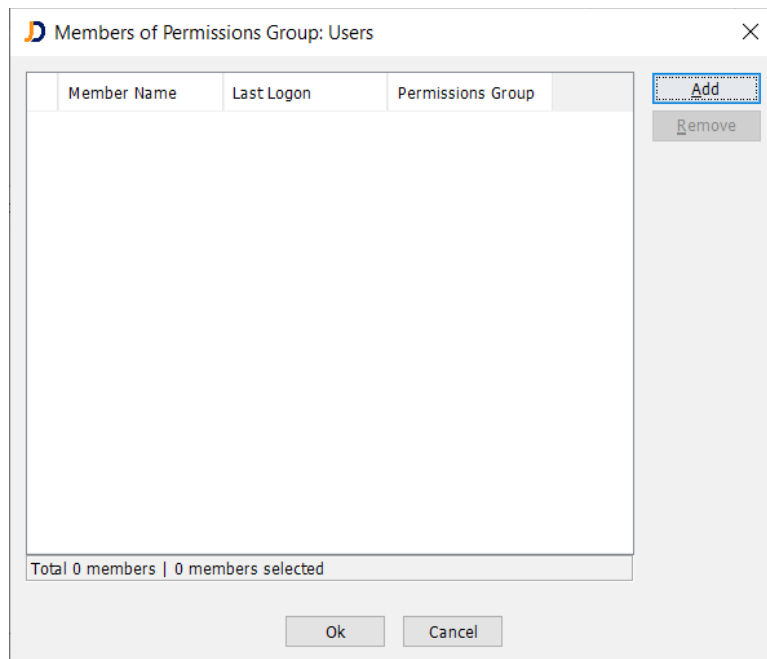 JD Members of Permissions Group: Users
Member Name Last Logon Permissions Group
Add
Remove
Total 0 members | 0 members selected
Ok Cancel